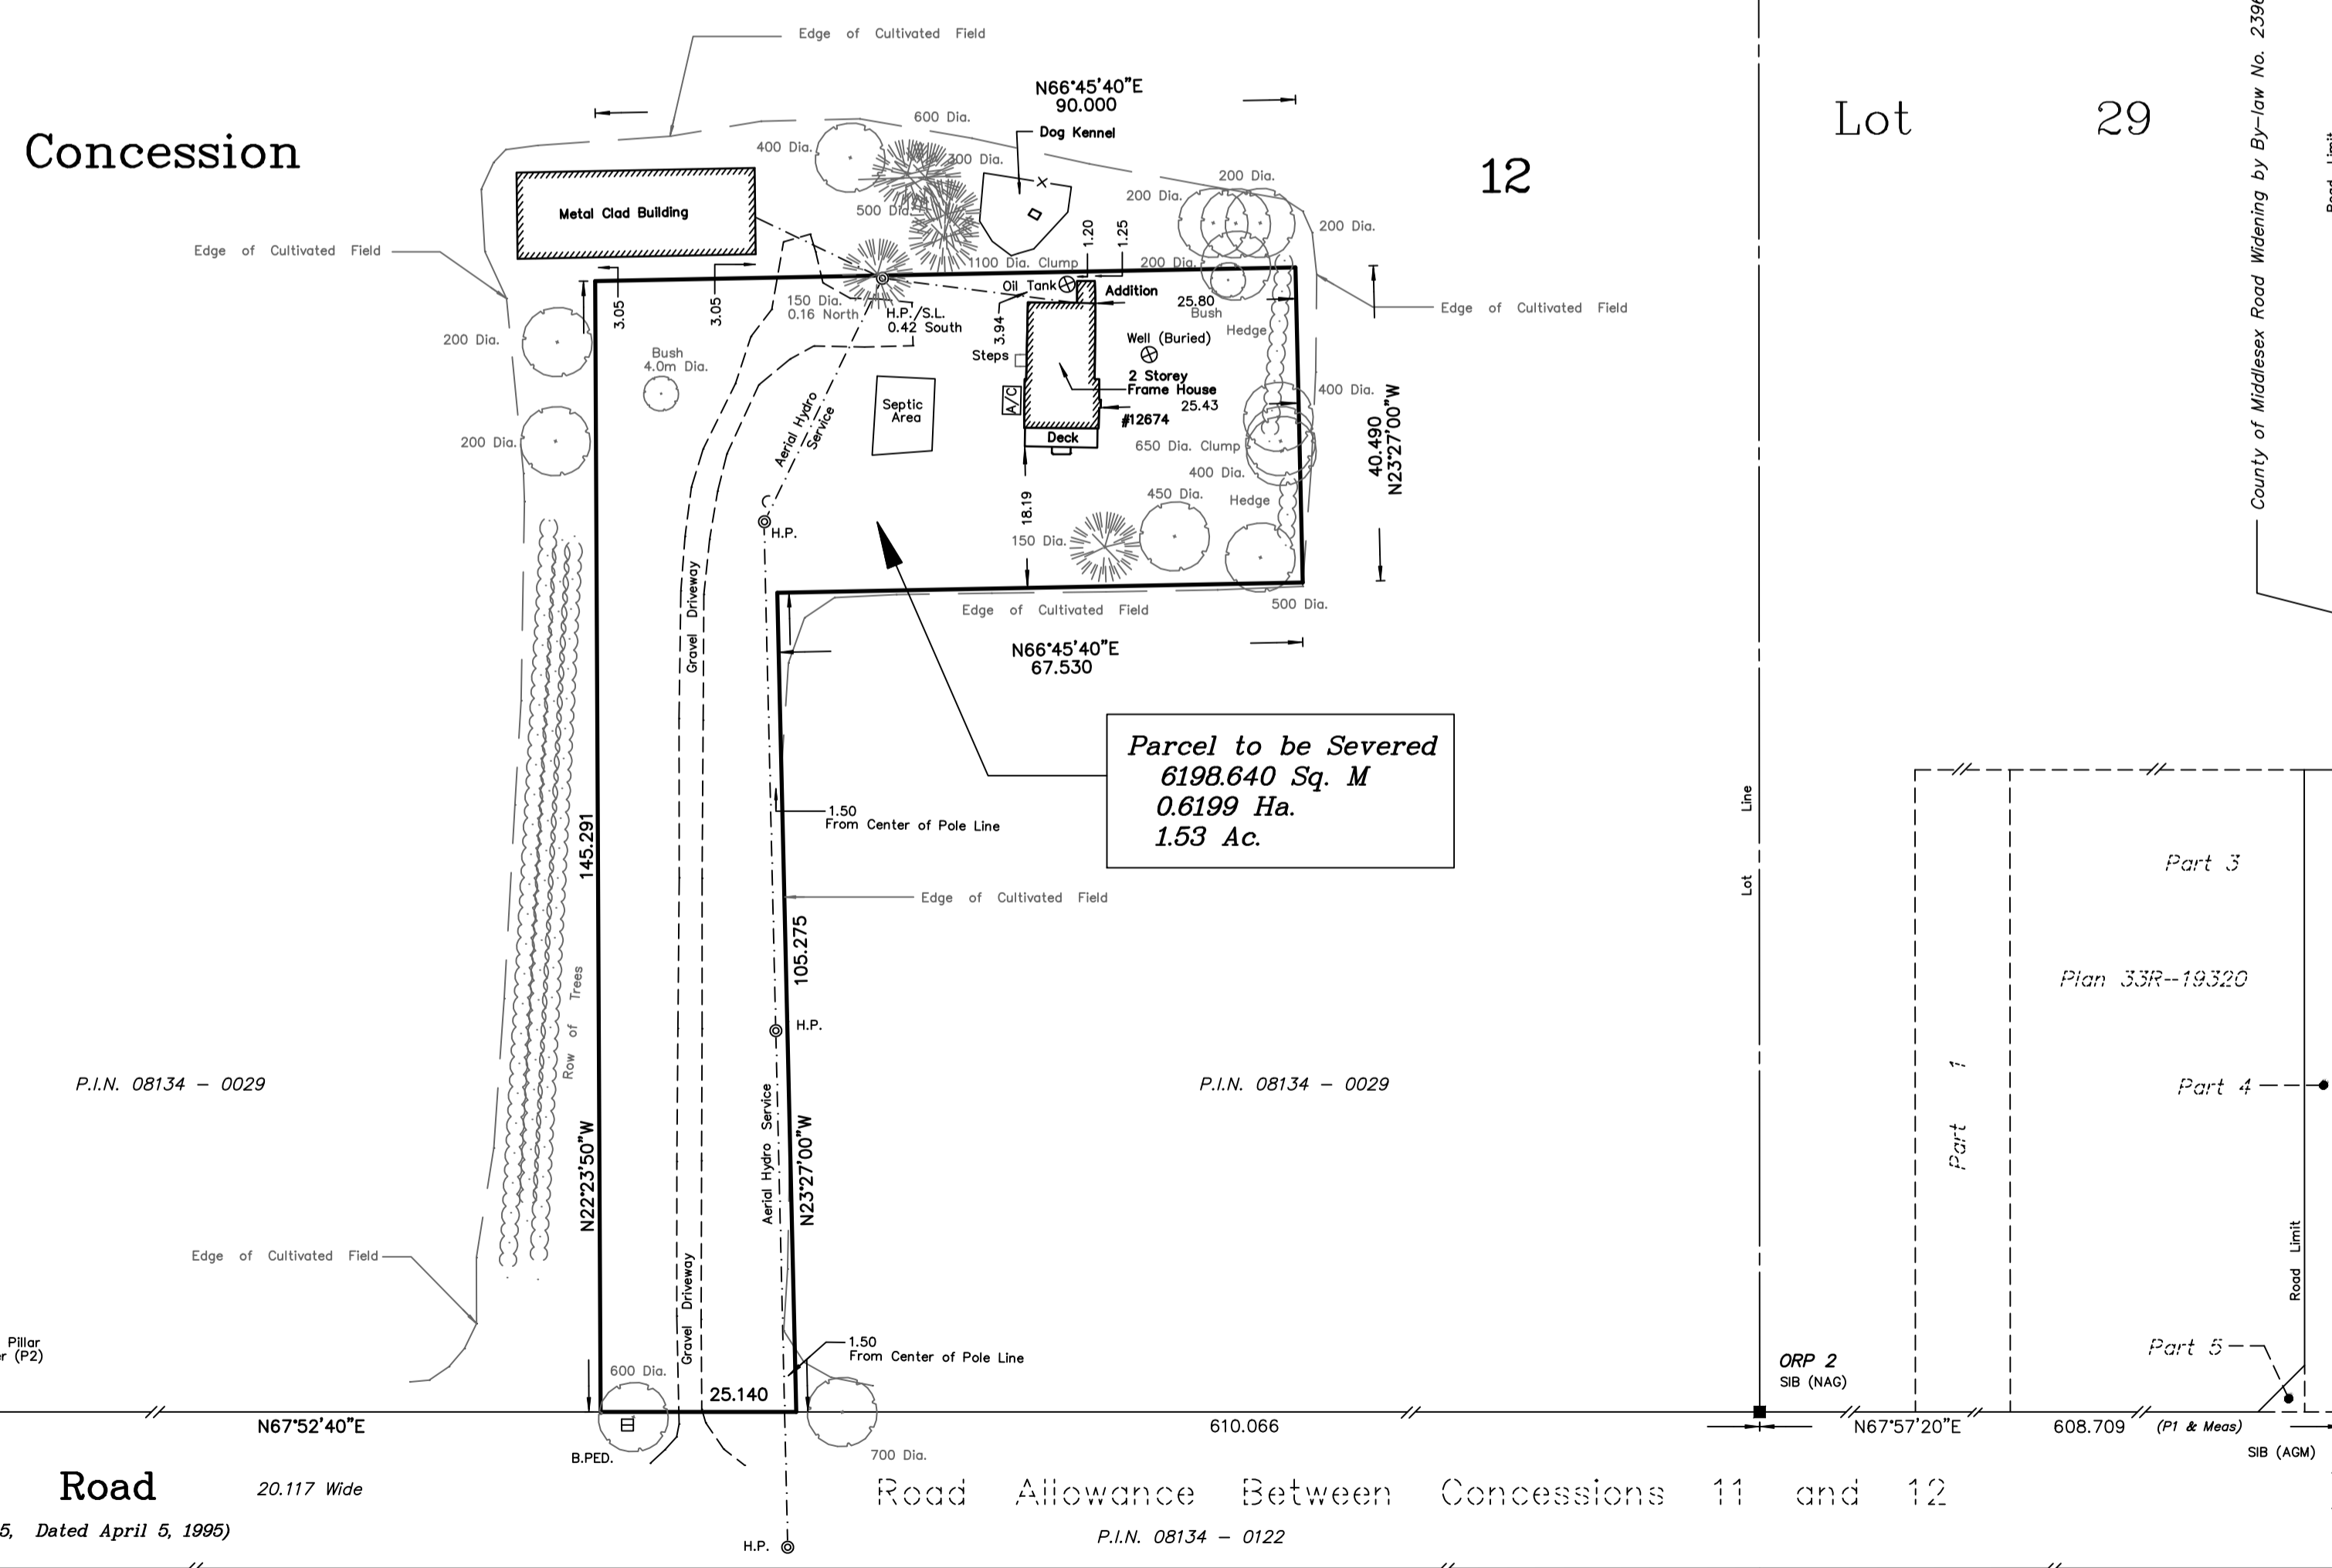 Edge of Cultivated Field
Concession
N66°45'40"E
90.000
600 Dia.
Dog Kennel
400 Dia.
300 Dia.
Lot 29
12
County of Middlesex Road Widening by By-law No. 2396
Metal Clad Building
500 Dia.
200 Dia.
200 Dia.
200 Dia.
Edge of Cultivated Field
1.20
1.25
1100 Dia. Clump
200 Dia.
Oil Tank
Addition
3.05
3.05
150 Dia.
0.16 North
H.P./S.L.
0.42 South
3.94
25.80
Bush
Hedge
Edge of Cultivated Field
200 Dia.
Bush
4.0m Dia.
Steps
Well (Buried)
2 Storey
Frame House
25.43
#12674
A/C
Deck
Septic
Area
Aerial Hydro
Service
400 Dia.
40.490
N23°27'00"W
200 Dia.
650 Dia. Clump
400 Dia.
450 Dia.
Hedge
18.19
H.P.
150 Dia.
Gravel Driveway
500 Dia.
Edge of Cultivated Field
N66°45'40"E
67.530
Parcel to be Severed
6198.640 Sq. M
0.6199 Ha.
1.53 Ac.
145.291
1.50
From Center of Pole Line
Lot Line
Part 3
Edge of Cultivated Field
105.275
Row of Trees
Plan 33R-19320
H.P.
P.I.N. 08134 - 0029
P.I.N. 08134 - 0029
Part 1
Part 4
N22°23'50"W
Aerial Hydro Service
N23°27'00"W
Edge of Cultivated Field
Gravel Driveway
Road Limit
Pillar
(P2)
1.50
From Center of Pole Line
600 Dia.
25.140
ORP 2
SIB (NAG)
Part 5
N67°52'40"E
610.066
N67°57'20"E
608.709
(P1 & Meas)
B.PED.
700 Dia.
SIB (AGM)
Road
20.117 Wide
Road Allowance Between Concessions 11 and 12
5, Dated April 5, 1995)
P.I.N. 08134 - 0122
H.P.